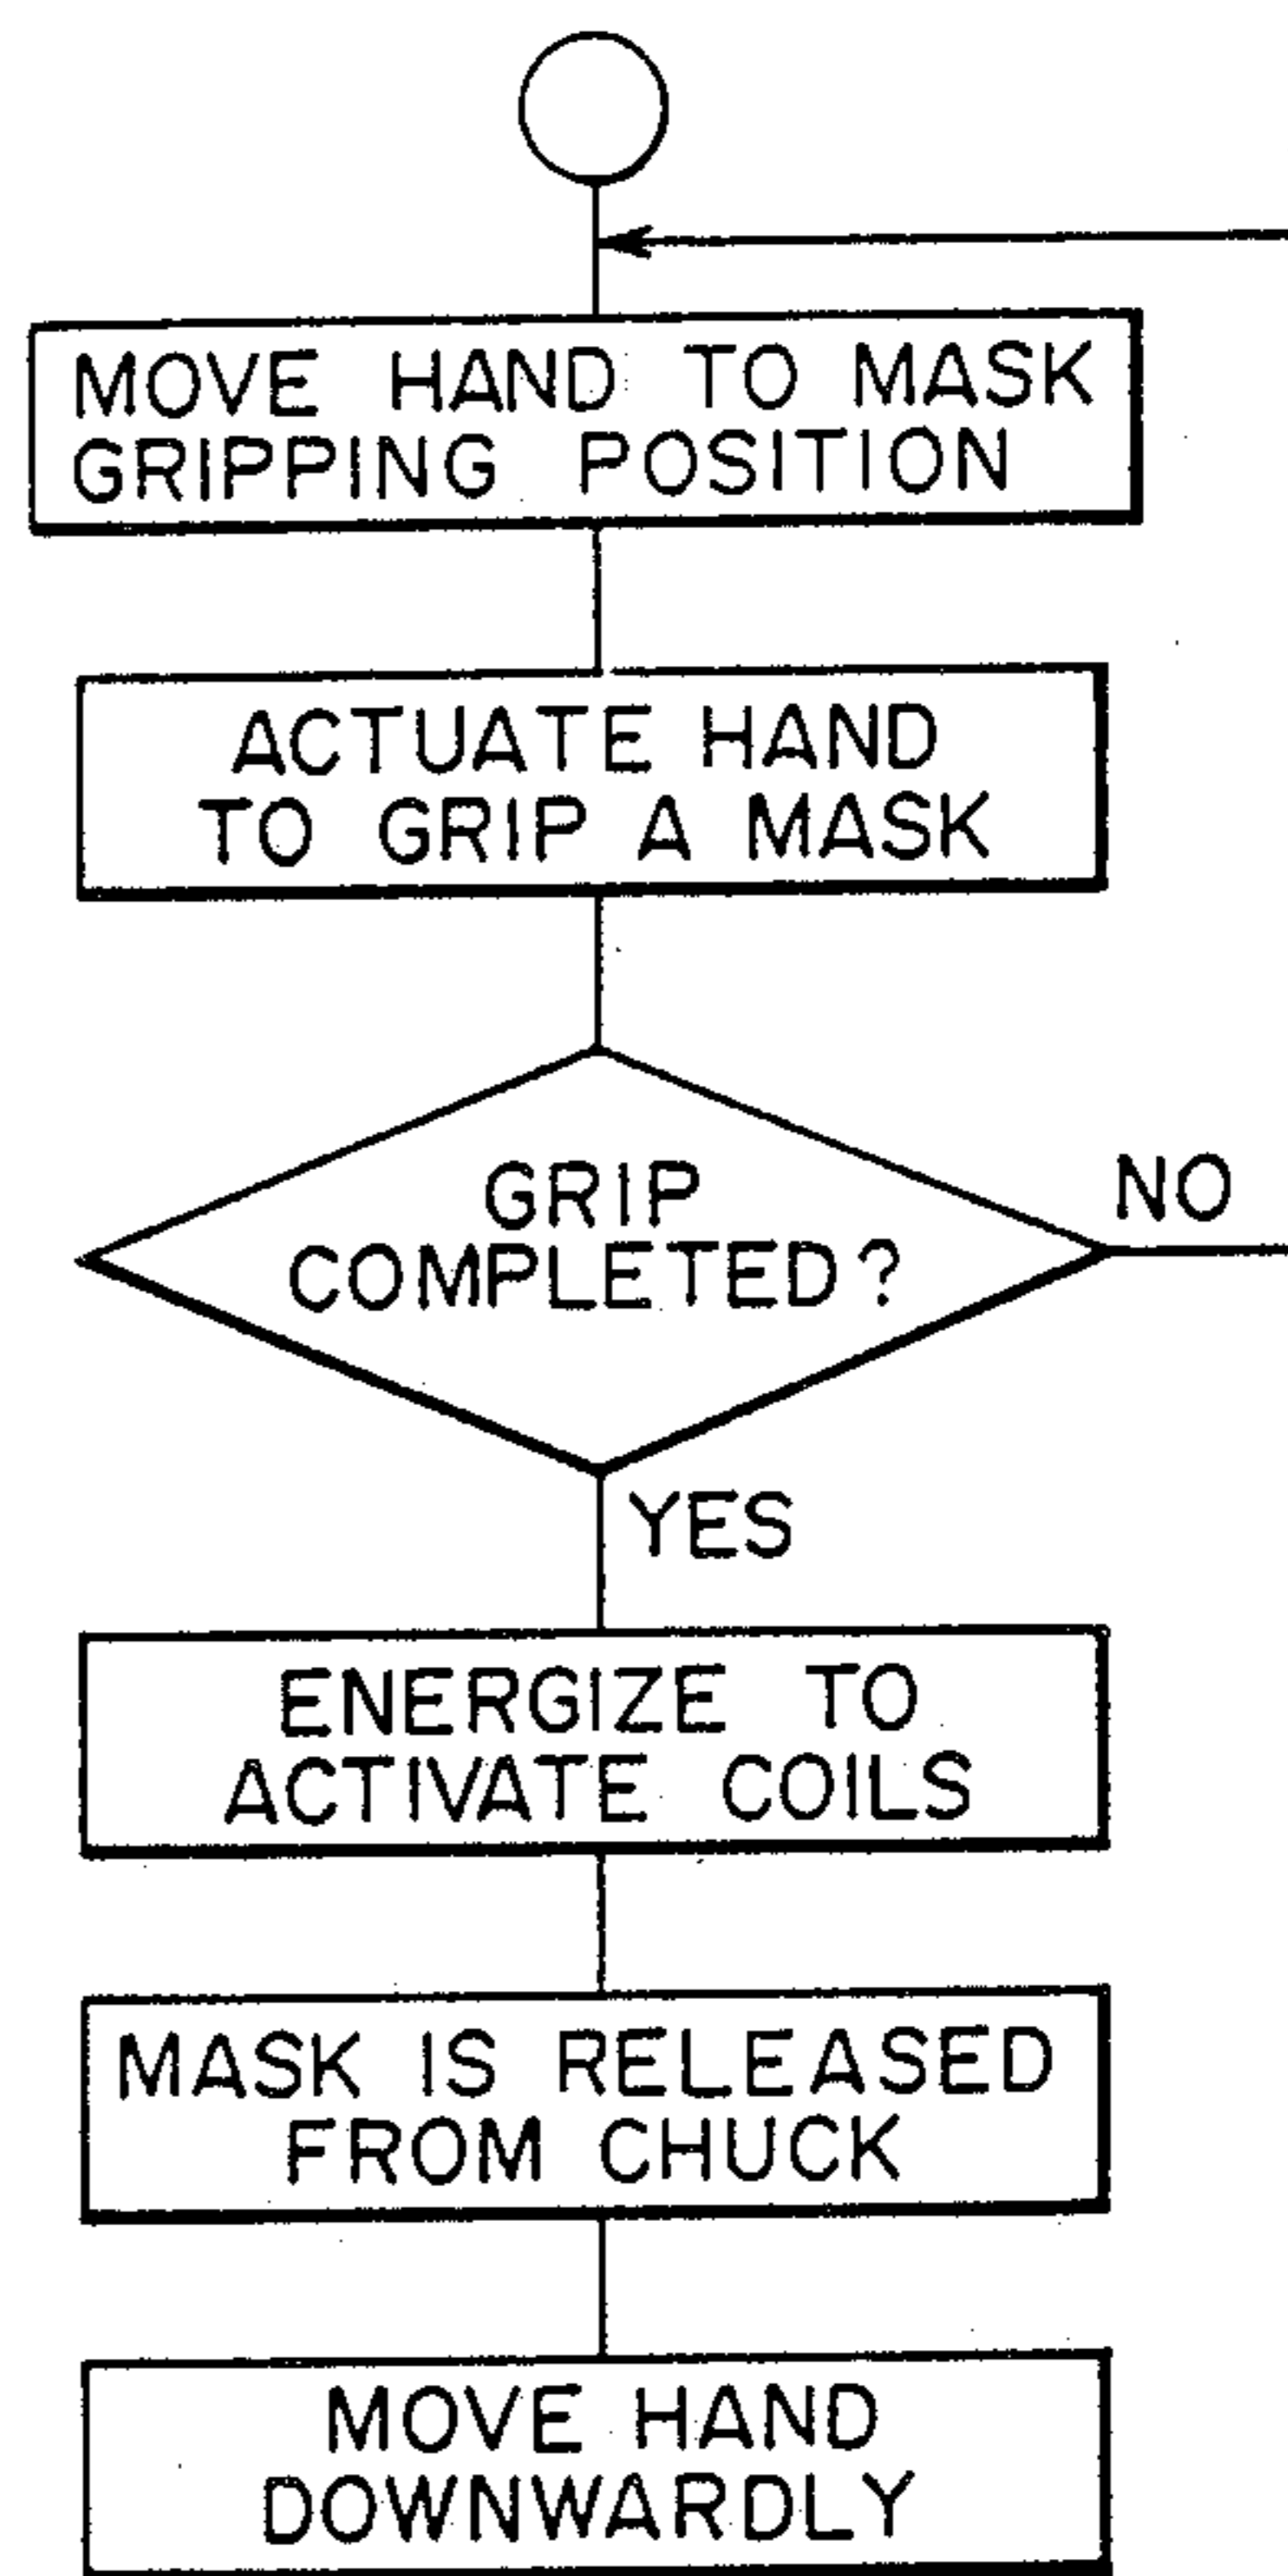 MOVE HAND TO MASK
GRIPPING POSITION
ACTUATE HAND
TO GRIP A MASK
GRIP
COMPLETED?
NO
YES
ENERGIZE TO
ACTIVATE COILS
MASK IS RELEASED
FROM CHUCK
MOVE HAND
DOWNWARDLY